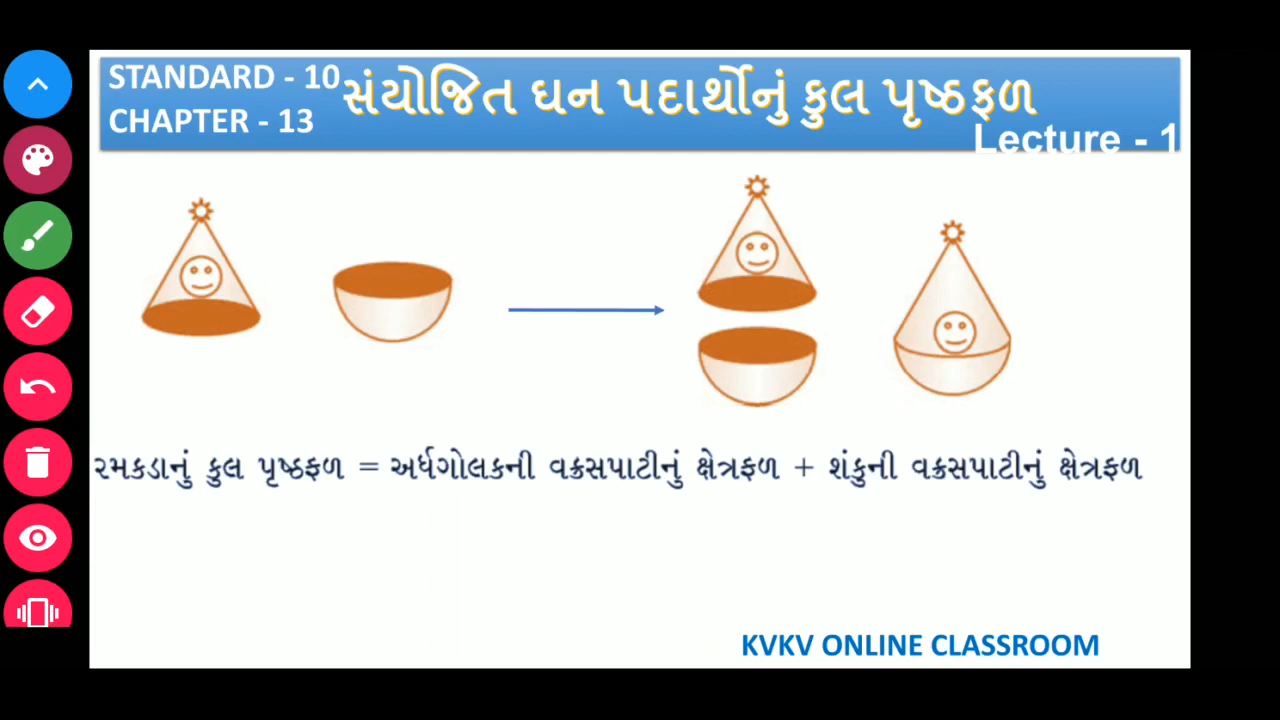 STANDARD - 10
CHAPTER - 13
સંયોજિત ઘન પદાર્થોનું કુલ પૃષ્ઠફળ
Lecture - 1
રમકડાનું કુલ પૃષ્ઠફળ = અર્ધગોલકની વક્રસપાટીનું ક્ષેત્રફળ + શંકુની વક્રસપાટીનું ક્ષેત્રફળ
KVKV ONLINE CLASSROOM